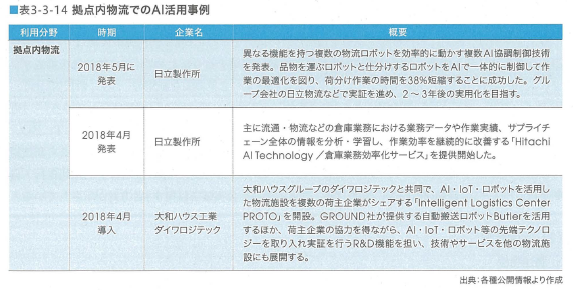 ■表3-3-14 拠点内物流でのAI活用事例
利用分野 時期 企業名 概要
拠点内物流
2018年5月に
発表
日立製作所
異なる機能を持つ複数の物流ロボットを効率的に動かす複数AI協調制御技術
を発表。品物を運ぶロボットと仕分けするロボットをAIで一体的に制御して作
業の最適化を図り、荷分け作業の時間を38%短縮することに成功した。グル
ープ会社の日立物流などで実証を進め、2〜3年後の実用化を目指す。
2018年4月
発表
日立製作所
主に流通・物流などの倉庫業務における業務データや作業実績、サプライチ
ェーン全体の情報を分析・学習し、作業効率を継続的に改善する「Hitachi
AI Technology/倉庫業務効率化サービス」を提供開始した。
2018年4月
導入
大和ハウス工業
ダイワロジテック
大和ハウスグループのダイワロジテックと共同で、AI・IoT・ロボットを活用し
た物流施設を複数の荷主企業がシェアする「Intelligent Logistics Center
PROTO」を開設。GROUND社が提供する自動搬送ロボットButlerを活用
するほか、荷主企業の協力を得ながら、AI・IoT・ロボット等の先端テクノロ
ジーを取り入れ実証を行うR&D機能を担い、技術やサービスを他の物流施
設にも展開する。
出典:各種公開情報より作成